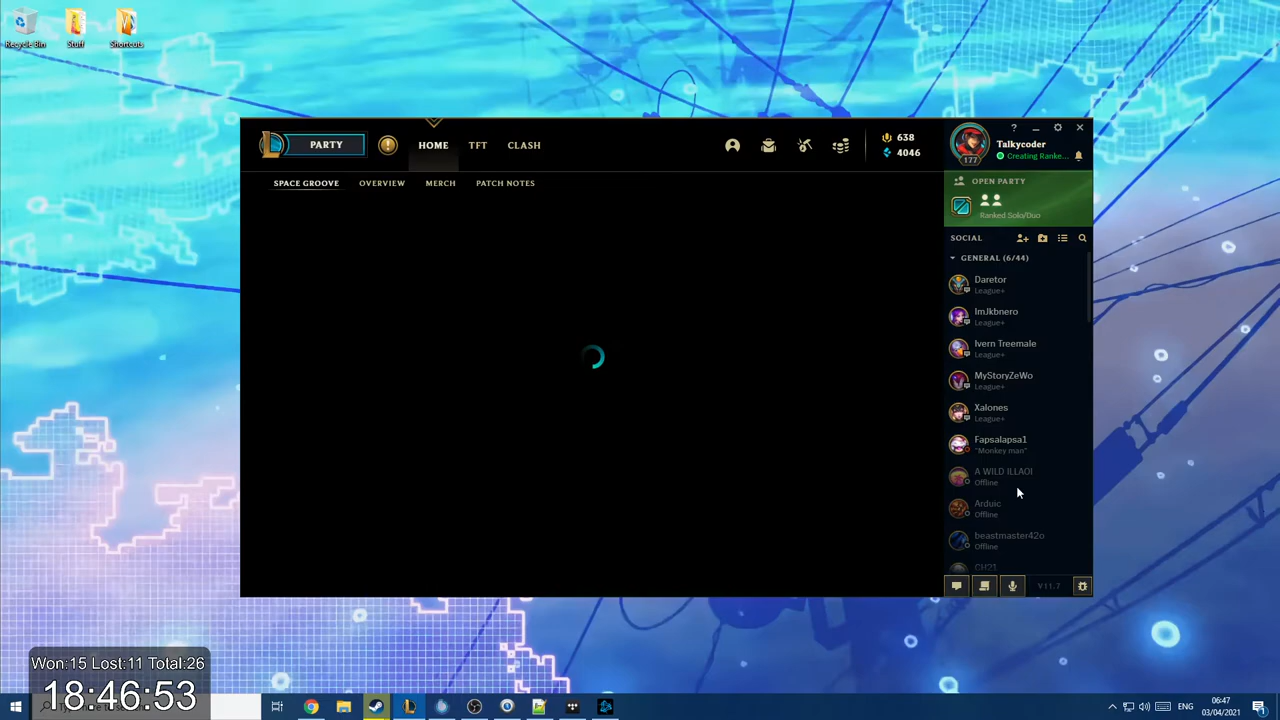 Recycle Bin
Stuff
Shortcuts
PARTY
HOME
TFT
CLASH
638
4046
177
Talkycoder
Creating Ranke...
SPACE GROOVE
OVERVIEW
MERCH
PATCH NOTES
OPEN PARTY
Ranked Solo/Duo
SOCIAL
GENERAL (6/44)
Daretor
League+
ImJkbnero
League+
Ivern Treemale
League+
MyStoryZeWo
League+
Xalones
League+
Fapsalapsa1
"Monkey man"
A WILD ILLAOI
Offline
Arduic
Offline
beastmaster42o
Offline
CH21
V11.7
Won:15 Lost:11 Total:26
18:46:53
ENG
06:47
03/04/2021
1